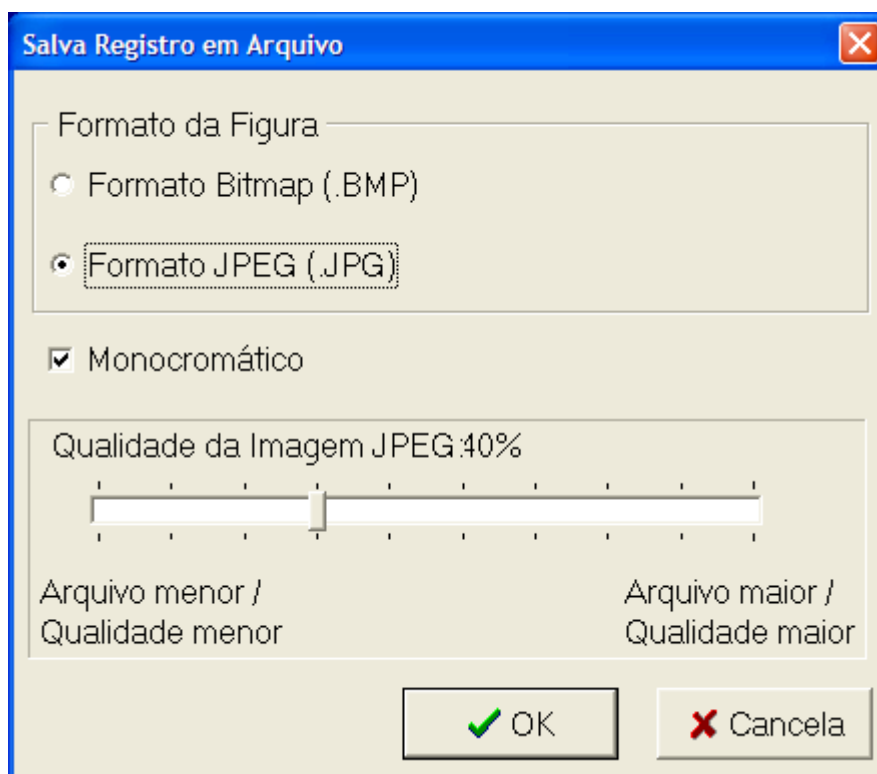 Salva Registro em Arquivo
Formato da Figura
Formato Bitmap (.BMP)
Formato JPEG (.JPG)
Monocromático
Qualidade da Imagem JPEG:40%
Arquivo menor /
Qualidade menor
Arquivo maior /
Qualidade maior
OK
Cancela